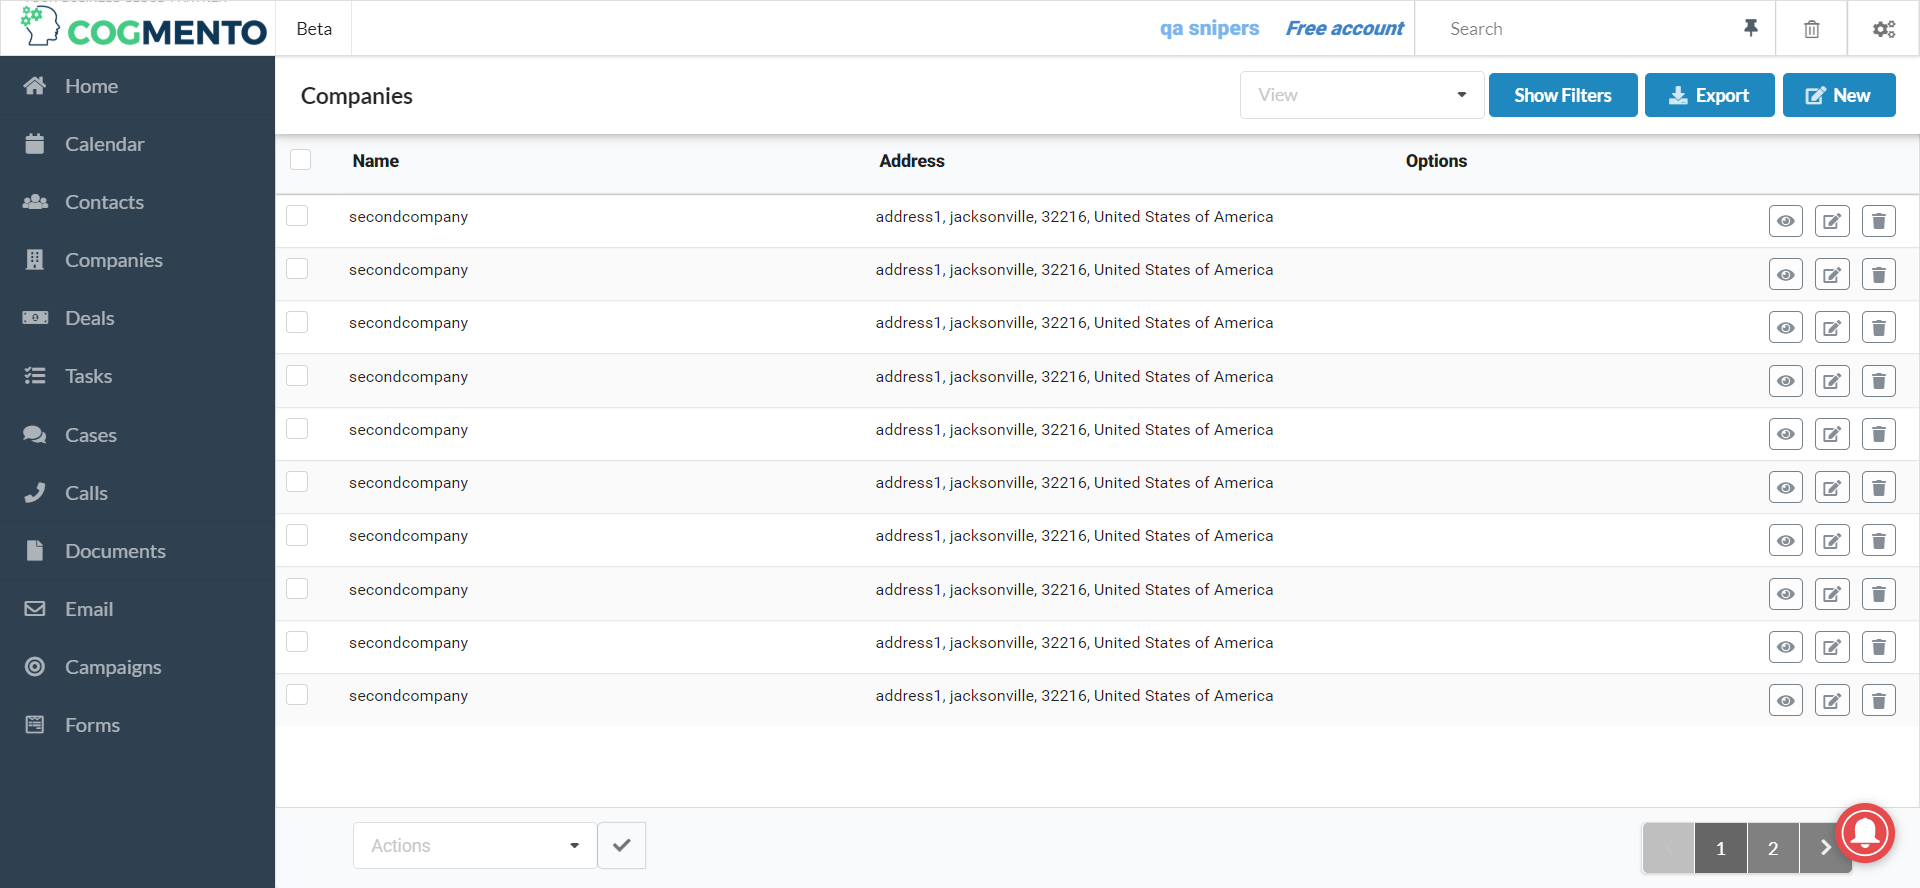 COGMENTO
Beta
qa snipers
Free account
Search
Home
Calendar
Contacts
Companies
Deals
Tasks
Cases
Calls
Documents
Email
Campaigns
Forms
Companies
View
Show Filters
Export
New
Name Address Options
secondcompany address1, jacksonville, 32216, United States of America
secondcompany address1, jacksonville, 32216, United States of America
secondcompany address1, jacksonville, 32216, United States of America
secondcompany address1, jacksonville, 32216, United States of America
secondcompany address1, jacksonville, 32216, United States of America
secondcompany address1, jacksonville, 32216, United States of America
secondcompany address1, jacksonville, 32216, United States of America
secondcompany address1, jacksonville, 32216, United States of America
secondcompany address1, jacksonville, 32216, United States of America
secondcompany address1, jacksonville, 32216, United States of America
Actions
1 2